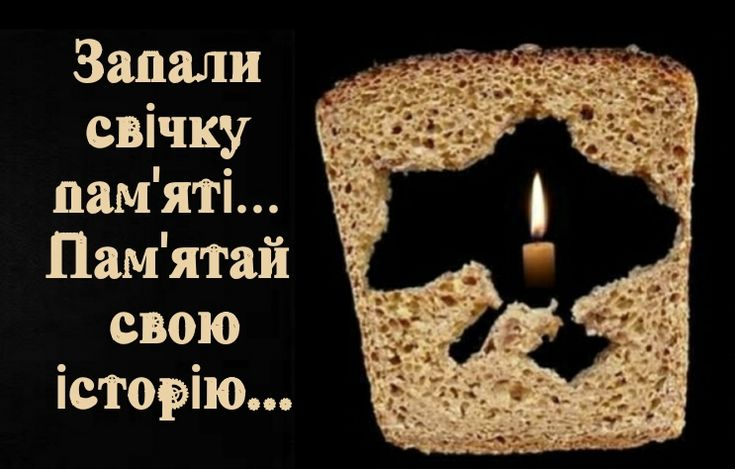 Запали
свічку
пам'яті...
Пам'ятай
свою
історію...